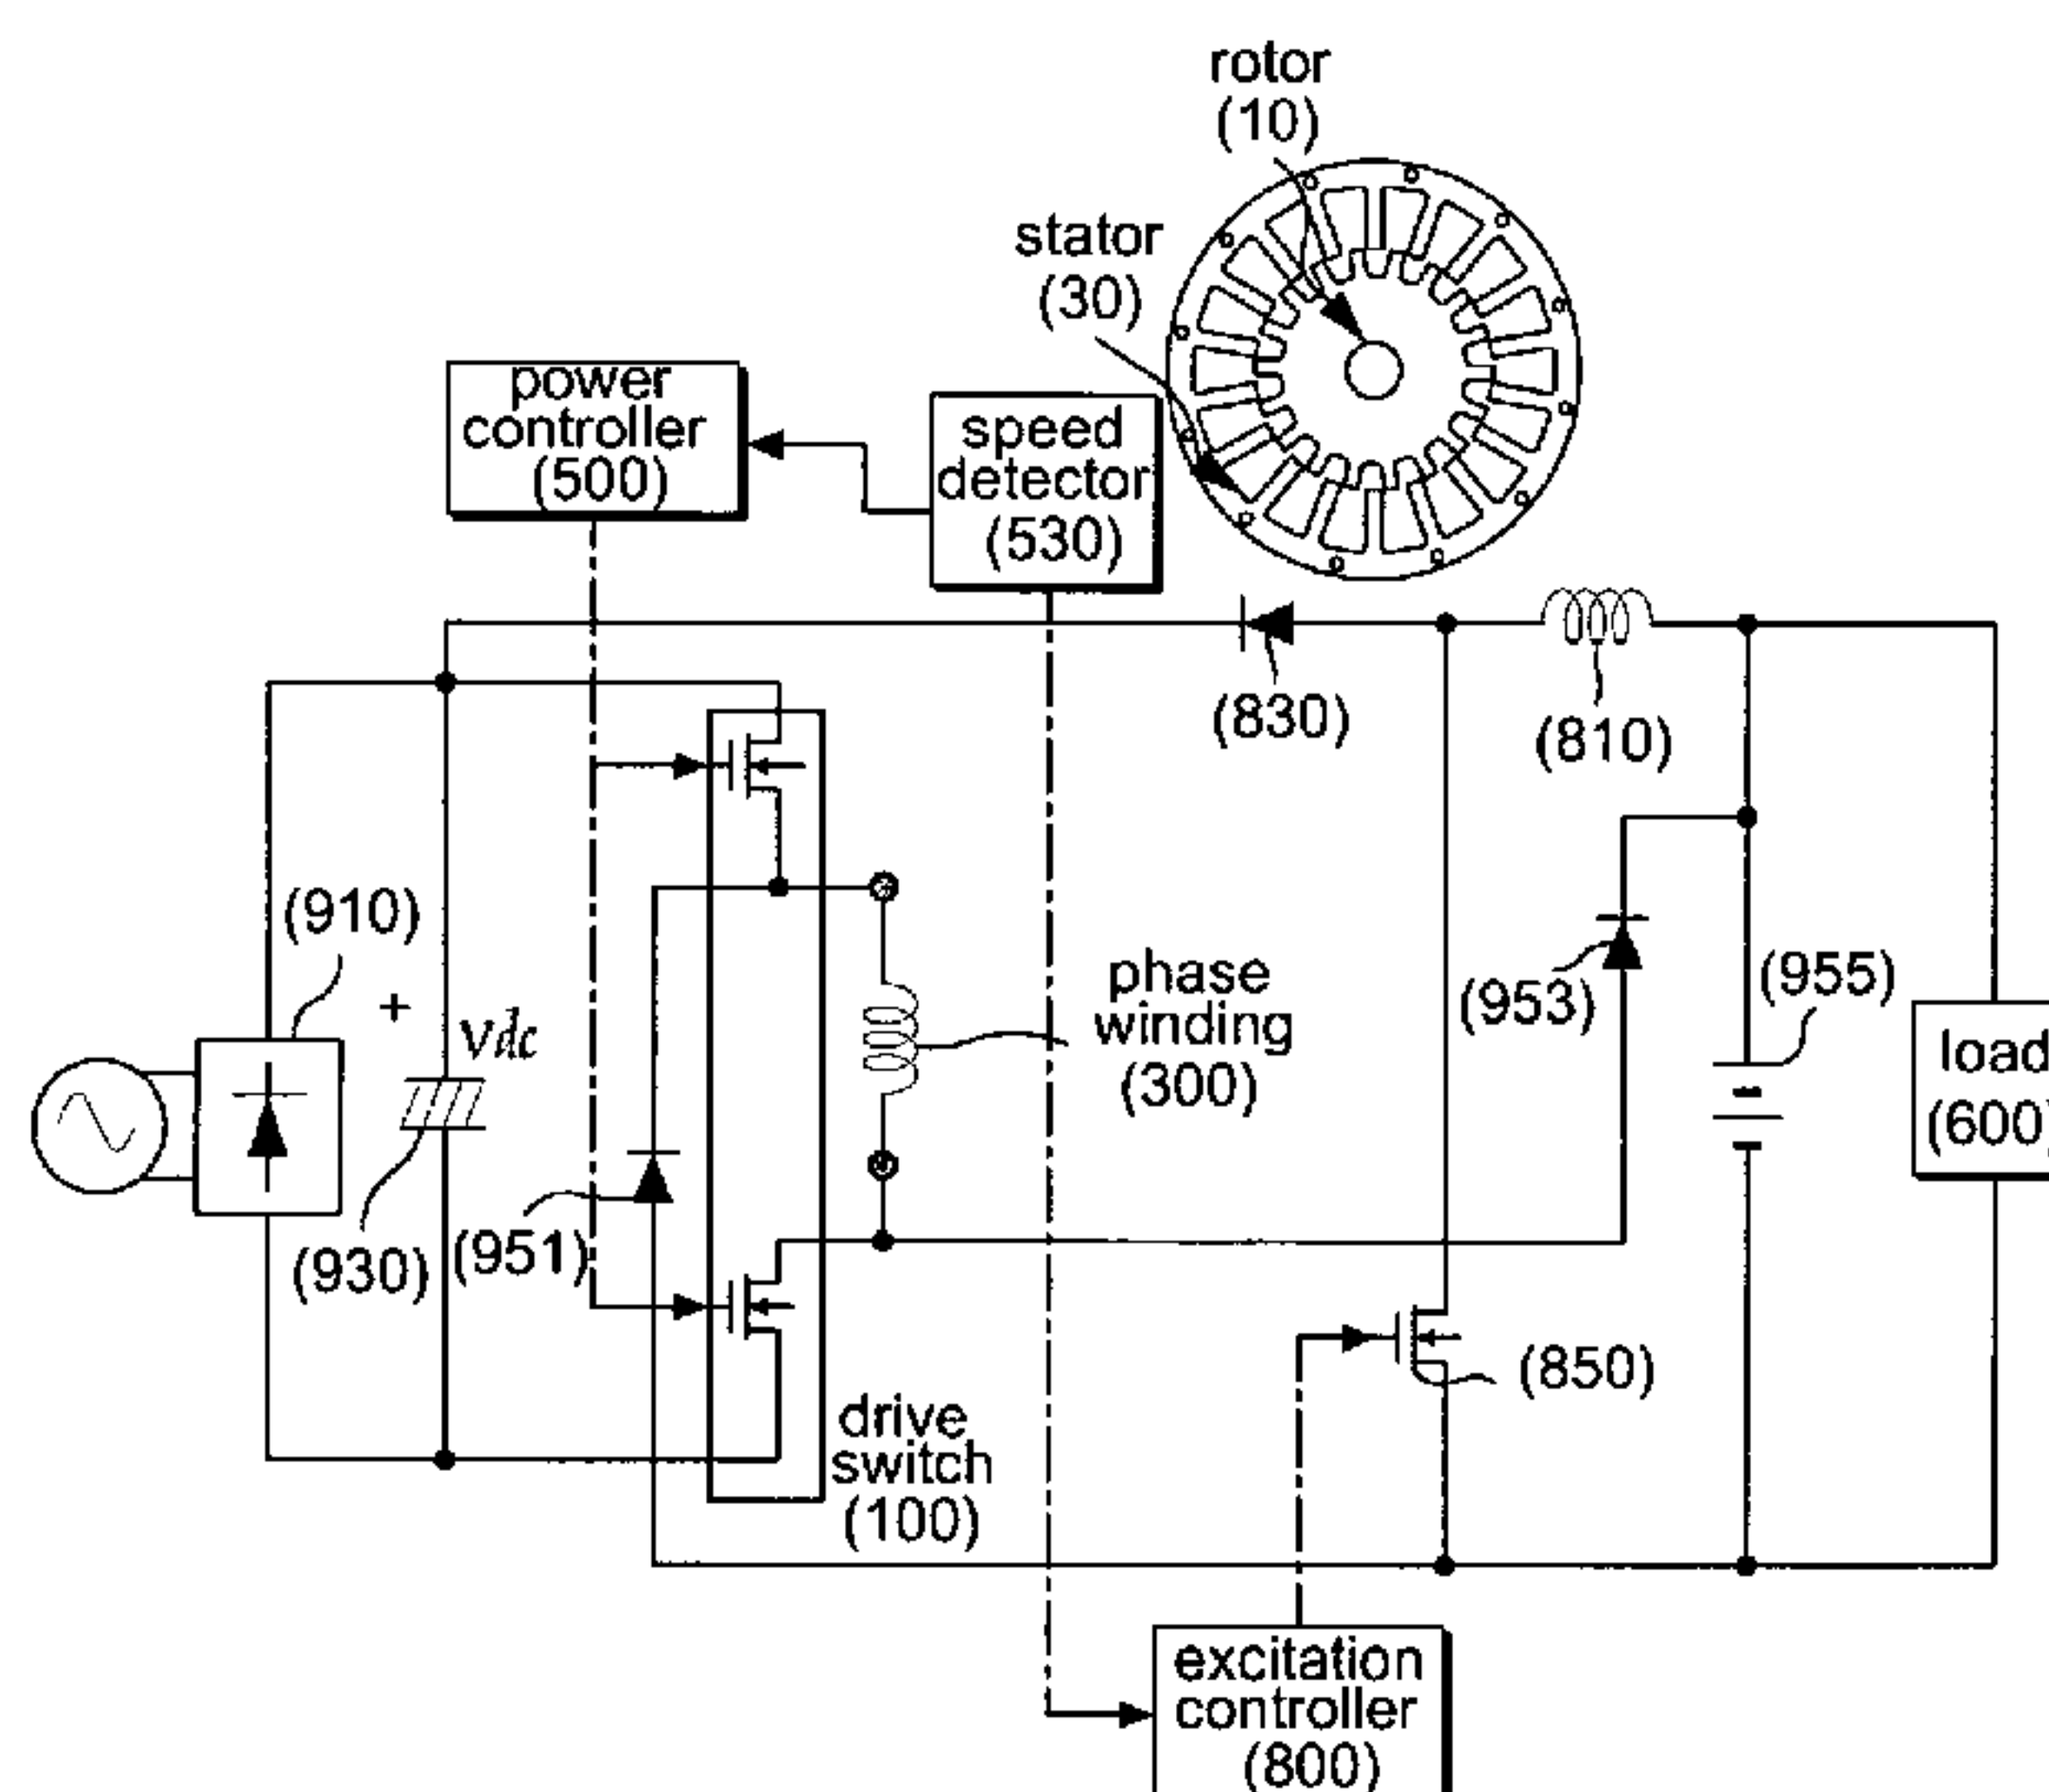 rotor
(10)
stator
(30)
power
controller
(500)
speed
detector
(530)
(830)
(810)
(910)
+
Vdc
phase
winding
(300)
(953)
(955)
load
(600)
(930)
(951)
(850)
drive
switch
(100)
excitation
controller
(800)